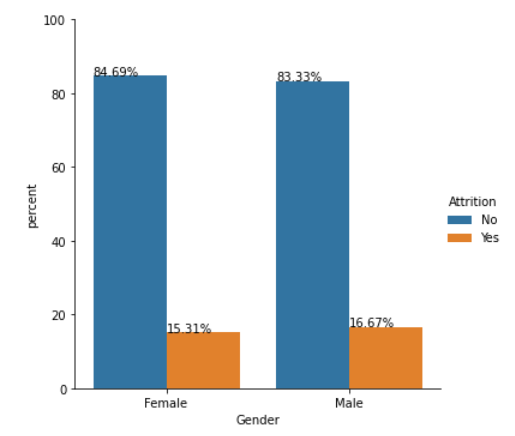 100
80
60
40
20
0
percent
84.69%
15.31%
83.33%
16.67%
Female
Male
Gender
Attrition
No
Yes